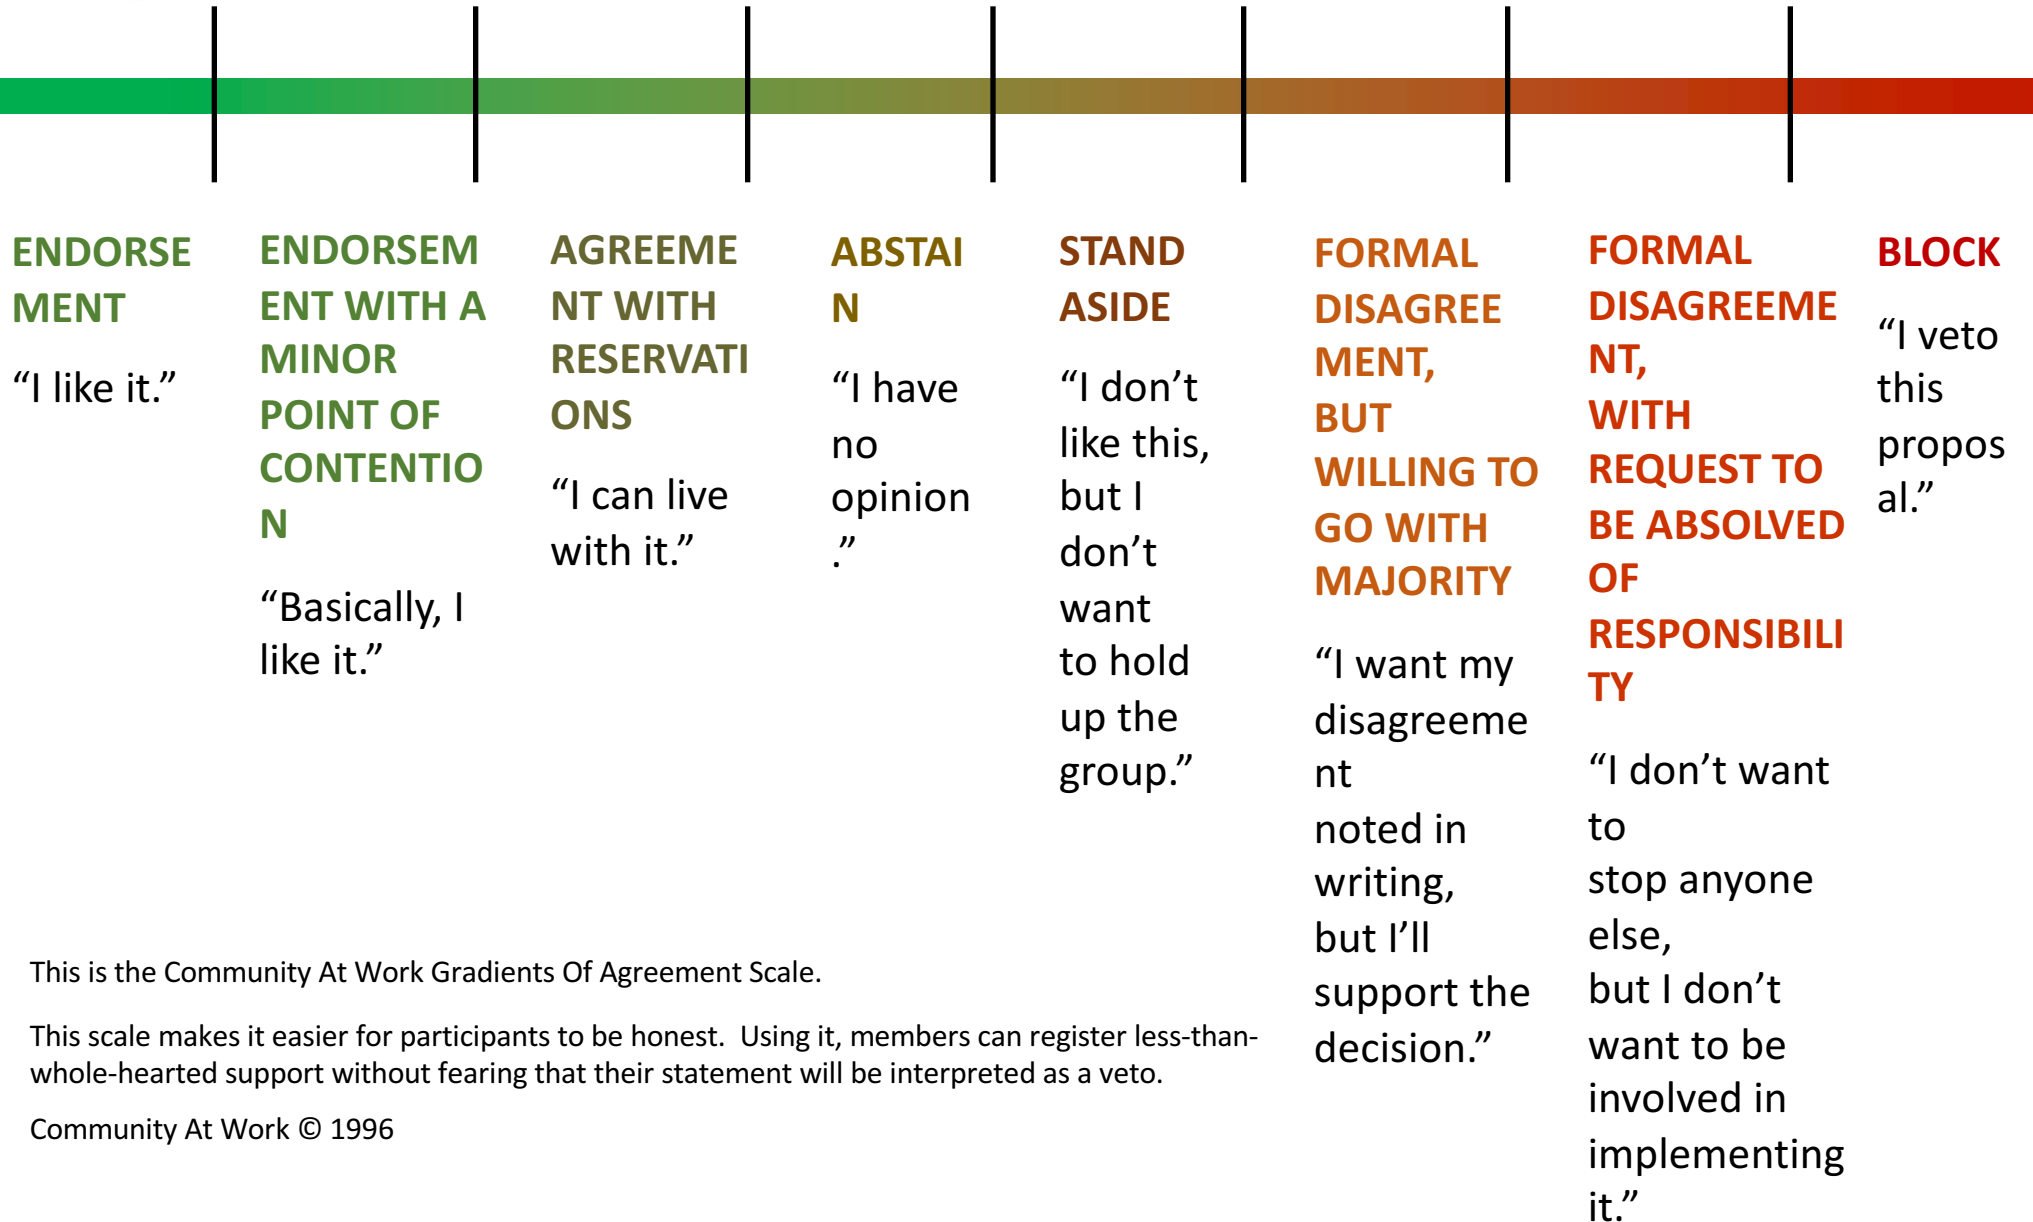 ENDORSE
MENT
“I like it.”
ENDORSEM
ENT WITH A
MINOR
POINT OF
CONTENTIO
N
“Basically, I
like it.”
AGREEME
NT WITH
RESERVATI
ONS
“I can live
with it.”
ABSTAI
N
“I have
no
opinion
.”
STAND
ASIDE
“I don’t
like this,
but I
don’t
want
to hold
up the
group.”
FORMAL
DISAGREE
MENT,
BUT
WILLING TO
GO WITH
MAJORITY
“I want my
disagreeme
nt
noted in
writing,
but I’ll
support the
decision.”
FORMAL
DISAGREEME
NT,
WITH
REQUEST TO
BE ABSOLVED
OF
RESPONSIBILI
TY
“I don’t want
to
stop anyone
else,
but I don’t
want to be
involved in
implementing
it.”
BLOCK
“I veto
this
propos
al.”
This is the Community At Work Gradients Of Agreement Scale.
This scale makes it easier for participants to be honest.  Using it, members can register less-than-
whole-hearted support without fearing that their statement will be interpreted as a veto.
Community At Work © 1996